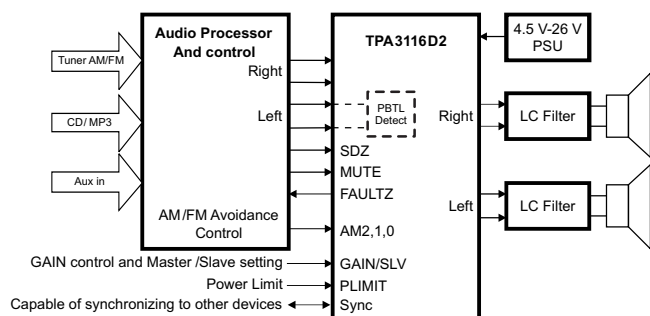 Audio Processor
And control
TPA3116D2
4.5 V-26 V
PSU
Tuner AM/FM
Right
CD/ MP3
Left
PBTL
Detect
Right
LC Filter
SDZ
Aux in
MUTE
FAULTZ
Left
LC Filter
AM/FM Avoidance
Control
AM2,1,0
GAIN control and Master /Slave setting
GAIN/SLV
Power Limit
PLIMIT
Capable of synchronizing to other devices
Sync